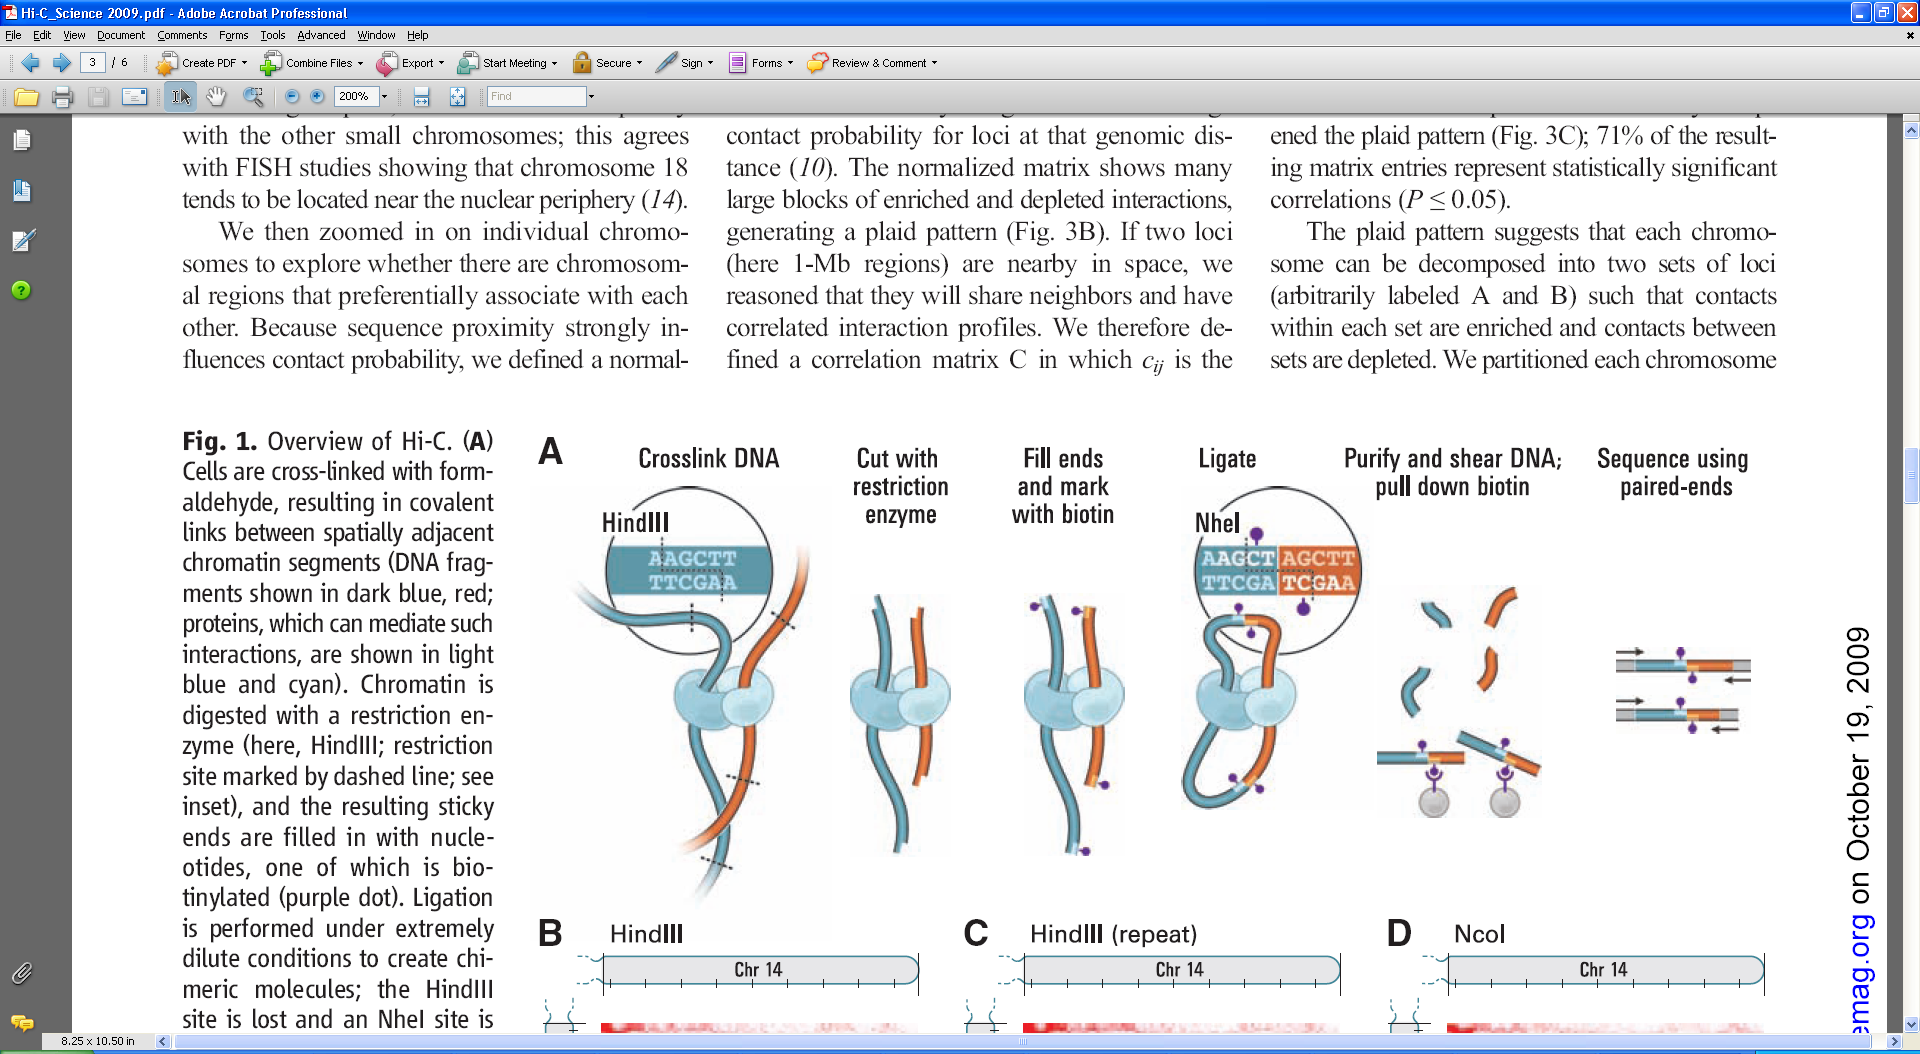 Hi-C_Science 2009.pdf - Adobe Acrobat Professional
File Edit View Document Comments Forms Tools Advanced Window Help
3 / 6 Create PDF Combine Files Export Start Meeting Secure Sign Forms Review & Comment
200% Find
with the other small chromosomes; this agrees
with FISH studies showing that chromosome 18
tends to be located near the nuclear periphery (14).
We then zoomed in on individual chromo-
somes to explore whether there are chromosom-
al regions that preferentially associate with each
other. Because sequence proximity strongly in-
fluences contact probability, we defined a normal-
contact probability for loci at that genomic dis-
tance (10). The normalized matrix shows many
large blocks of enriched and depleted interactions,
generating a plaid pattern (Fig. 3B). If two loci
(here 1-Mb regions) are nearby in space, we
reasoned that they will share neighbors and have
correlated interaction profiles. We therefore de-
fined a correlation matrix C in which cij is the
ened the plaid pattern (Fig. 3C); 71% of the result-
ing matrix entries represent statistically significant
correlations (P ≤ 0.05).
The plaid pattern suggests that each chromo-
some can be decomposed into two sets of loci
(arbitrarily labeled A and B) such that contacts
within each set are enriched and contacts between
sets are depleted. We partitioned each chromosome
Fig. 1. Overview of Hi-C. (A)
Cells are cross-linked with form-
aldehyde, resulting in covalent
links between spatially adjacent
chromatin segments (DNA frag-
ments shown in dark blue, red;
proteins, which can mediate such
interactions, are shown in light
blue and cyan). Chromatin is
digested with a restriction en-
zyme (here, HindIII; restriction
site marked by dashed line; see
inset), and the resulting sticky
ends are filled in with nucle-
otides, one of which is bio-
tinylated (purple dot). Ligation
is performed under extremely
dilute conditions to create chi-
meric molecules; the HindIII
site is lost and an NheI site is
A
Crosslink DNA
HindIII
AAGCTT
TTCGAA
Cut with
restriction
enzyme
Fill ends
and mark
with biotin
Ligate
NheI
AAGCT AGCTT
TTCGA TCGAA
Purify and shear DNA;
pull down biotin
Sequence using
paired-ends
B HindIII
Chr 14
C HindIII (repeat)
Chr 14
D NcoI
Chr 14
emag.org on October 19, 2009
8.25 x 10.50 in